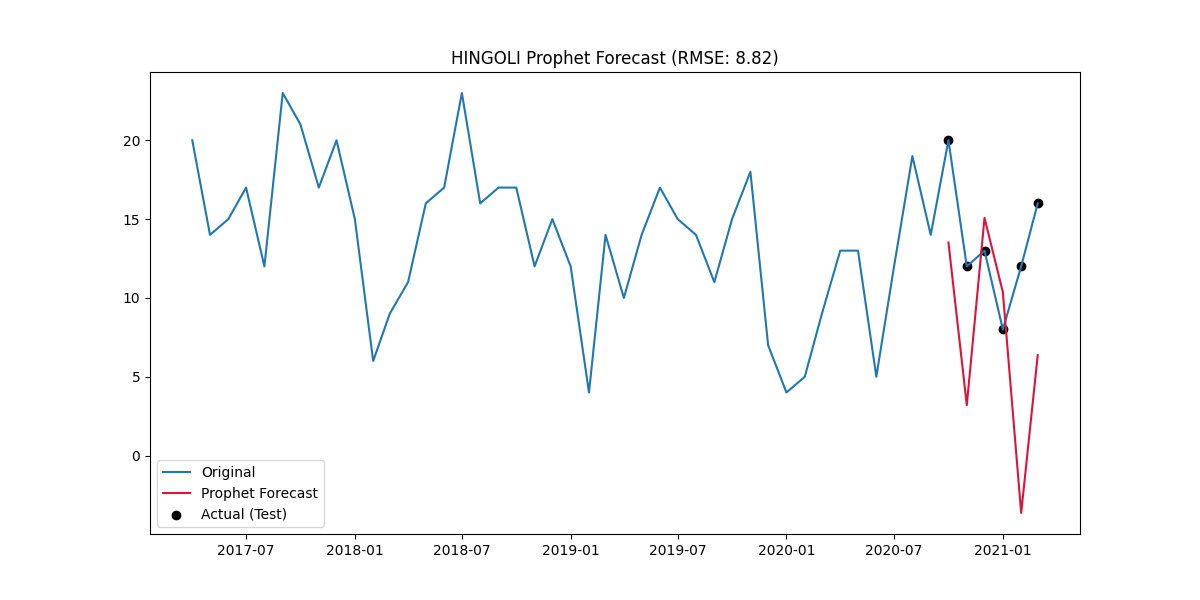 HINGOLI Prophet Forecast (RMSE: 8.82)
20
15
10
5
0
Original
Prophet Forecast
Actual (Test)
2017-07 2018-01 2018-07 2019-01 2019-07 2020-01 2020-07 2021-01